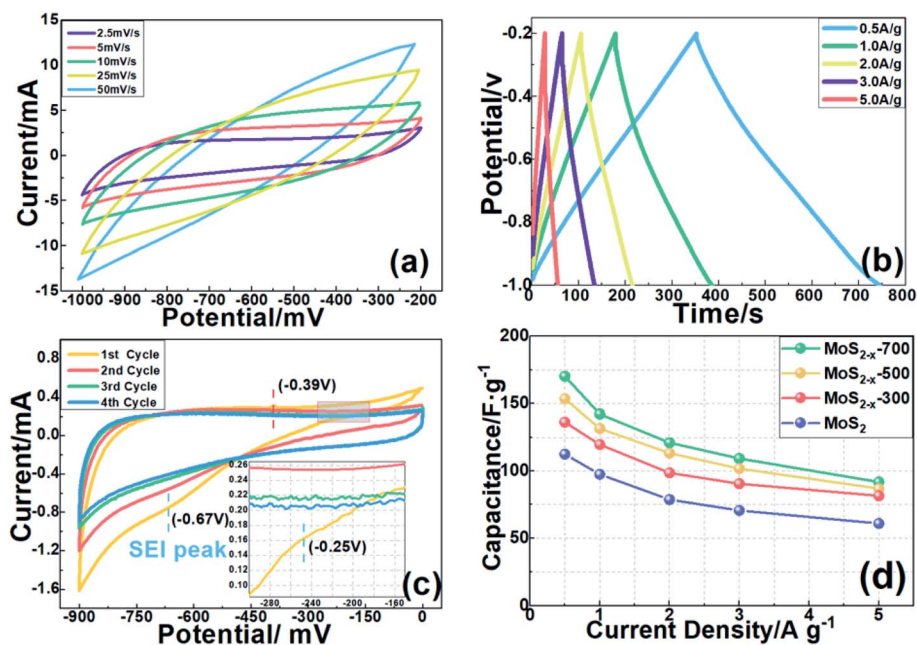 15
10
5
0
-5
-10
-15
Current/mA
2.5mV/s
5mV/s
10mV/s
25mV/s
50mV/s
(a)
-1000 -900 -800 -700 -600 -500 -400 -300 -200
Potential/mV
-0.2
-0.4
-0.6
-0.8
-1.0
Potential/v
0.5A/g
1.0A/g
2.0A/g
3.0A/g
5.0A/g
(b)
0 100 200 300 400 500 600 700 800
Time/s
0.8
0.4
0.0
-0.4
-0.8
-1.2
-1.6
Current/mA
1st Cycle
2nd Cycle
3rd Cycle
4th Cycle
(-0.39V)
(-0.67V)
SEI peak
0.26
0.24
0.22
0.20
0.18
0.16
0.14
0.12
0.10
(-0.25V)
-280 -240 -200 -160
(c)
-900 -750 -600 -450 -300 -150 0
Potential/ mV
200
150
100
50
0
Capacitance/F·g⁻¹
MoS₂₋ₓ-700
MoS₂₋ₓ-500
MoS₂₋ₓ-300
MoS₂
(d)
0 1 2 3 4 5
Current Density/A g⁻¹